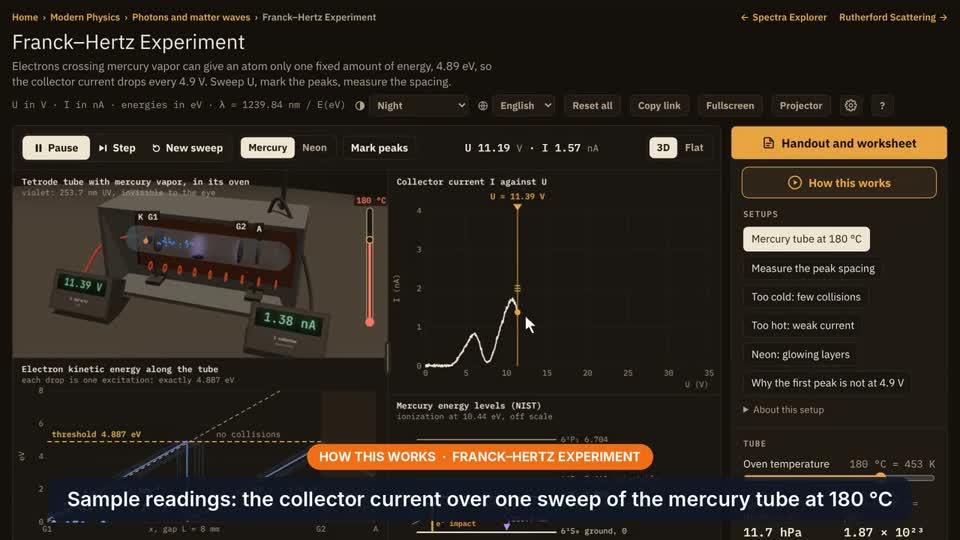 Home › Modern Physics › Photons and matter waves › Franck–Hertz Experiment
← Spectra Explorer Rutherford Scattering →
Franck–Hertz Experiment
Electrons crossing mercury vapor can give an atom only one fixed amount of energy, 4.89 eV, so
the collector current drops every 4.9 V. Sweep U, mark the peaks, measure the spacing.
U in V · I in nA · energies in eV · λ = 1239.84 nm / E(eV)
Night
English
Reset all
Copy link
Fullscreen
Projector
?
Pause
Step
New sweep
Mercury
Neon
Mark peaks
U 11.19 V · I 1.57 nA
3D
Flat
Handout and worksheet
How this works
Tetrode tube with mercury vapor, in its oven
violet: 253.7 nm UV, invisible to the eye
180 °C
K G1
G2 A
11.39 V
1.38 nA
Collector current I against U
U = 11.39 V
4
3
2
1
0
I (nA)
0 5 10 15 20 25 30 35
U (V)
SETUPS
Mercury tube at 180 °C
Measure the peak spacing
Too cold: few collisions
Too hot: weak current
Neon: glowing layers
Why the first peak is not at 4.9 V
▸ About this setup
Electron kinetic energy along the tube
each drop is one excitation: exactly 4.887 eV
8
threshold 4.887 eV
no collisions
eV
4
2
0
G1 x, gap L = 8 mm G2 A
Mercury energy levels (NIST)
ionization at 10.44 eV, off scale
6¹P₁ 6.704
e⁻ impact
6¹S₀ ground, 0
TUBE
Oven temperature 180 °C = 453 K
11.7 hPa 1.87 × 10²³
HOW THIS WORKS · FRANCK–HERTZ EXPERIMENT
Sample readings: the collector current over one sweep of the mercury tube at 180 °C